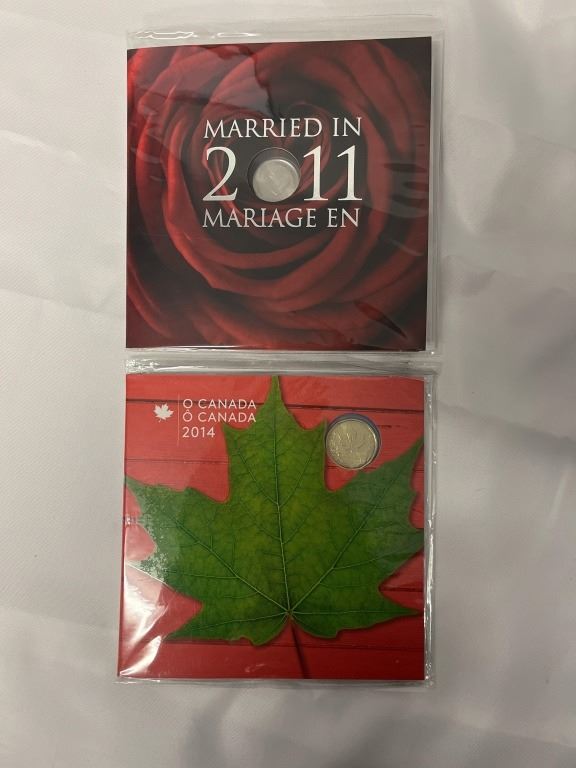 MARRIED IN
2011
MARIAGE EN
O CANADA
Ô CANADA
2014